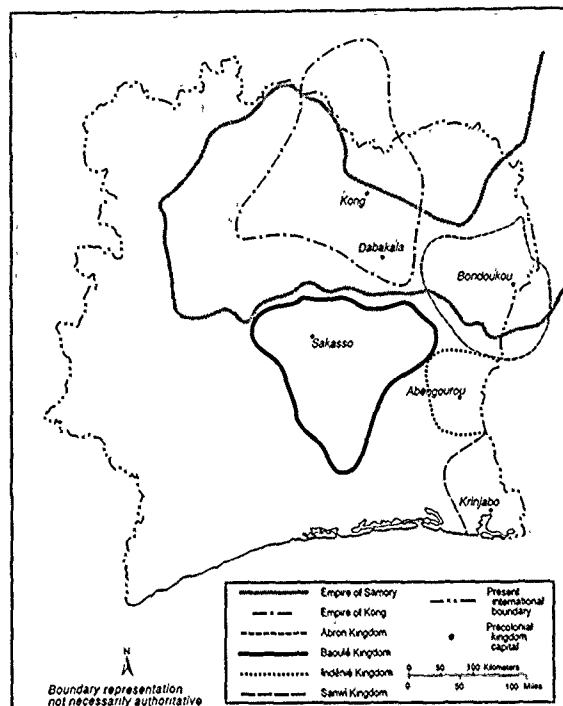 Kong
Dabakala
Bondoukou
Sakasso
Abengourou
Krinjabo
Empire of Samory
Empire of Kong
Abron Kingdom
Baoulé Kingdom
Indénié Kingdom
Sanwi Kingdom
Present
international
boundary
Precolonial
kingdom
capital
0 50 100 Kilometers
0 50 100 Miles
N
Boundary representation
not necessarily authoritative